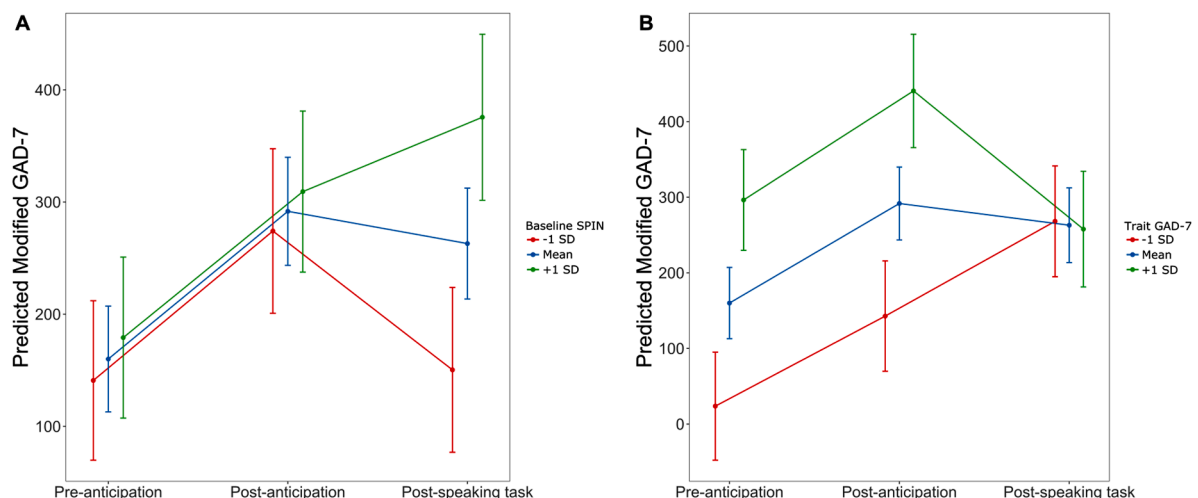 A
Predicted Modified GAD-7
400
300
200
100
Pre-anticipation
Post-anticipation
Post-speaking task
Baseline SPIN
-1 SD
Mean
+1 SD
B
Predicted Modified GAD-7
500
400
300
200
100
0
Pre-anticipation
Post-anticipation
Post-speaking task
Trait GAD-7
-1 SD
Mean
+1 SD